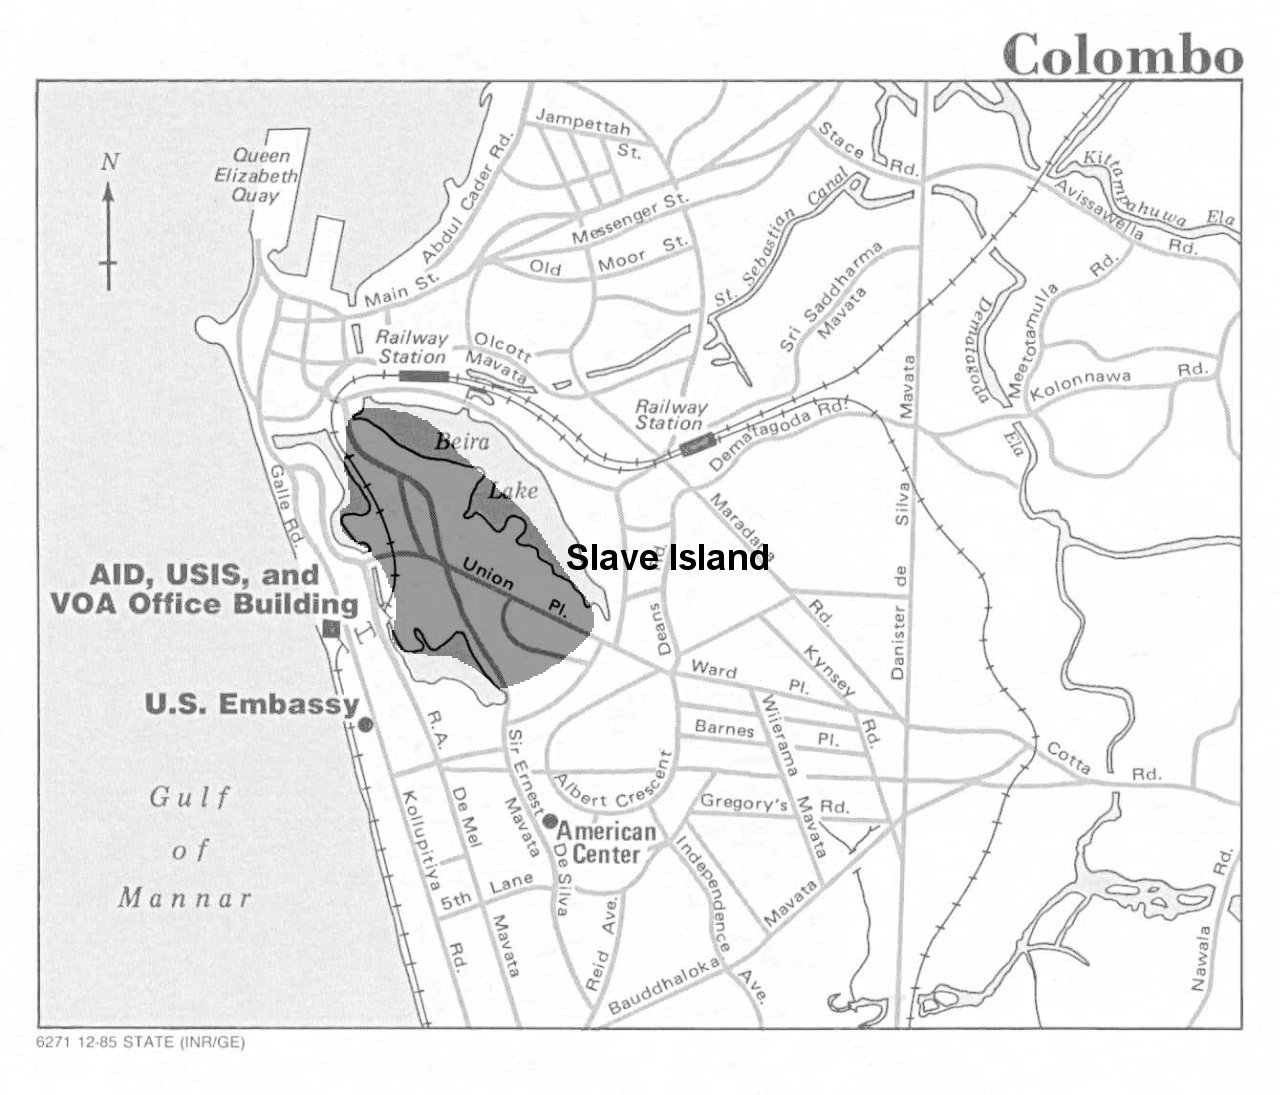 Colombo
N
Queen
Elizabeth
Quay
Abdul Cader Rd.
Jampettah
St.
Stace Rd.
Kittampahuwa Ela
Avissawella Rd.
Messenger St.
Old Moor St.
Main St.
St. Sebastian Canal
Sri Saddharma
Mavata
Dematagoda
Ela
Meetotamulla Rd.
Kolonnawa Rd.
Railway
Station
Olcott
Mavata
Railway
Station
Dematagoda Rd.
Danister de Silva Mavata
Beira
Lake
Galle Rd.
Slave Island
Union Pl.
Maradana Rd.
Deans Rd.
AID, USIS, and
VOA Office Building
U.S. Embassy
Ward Pl.
Kynsey Rd.
Barnes Pl.
Wijerama Mavata
Cotta Rd.
R.A. De Mel Mavata
Sir Ernest De Silva
Mavata
Albert Crescent
Gregory's Rd.
Kollupitiya Rd.
American
Center
Gulf
of
Mannar
5th Lane
Independence Ave.
Reid Ave.
Bauddhaloka Mavata
Nawala Rd.
6271 12-85 STATE (INR/GE)